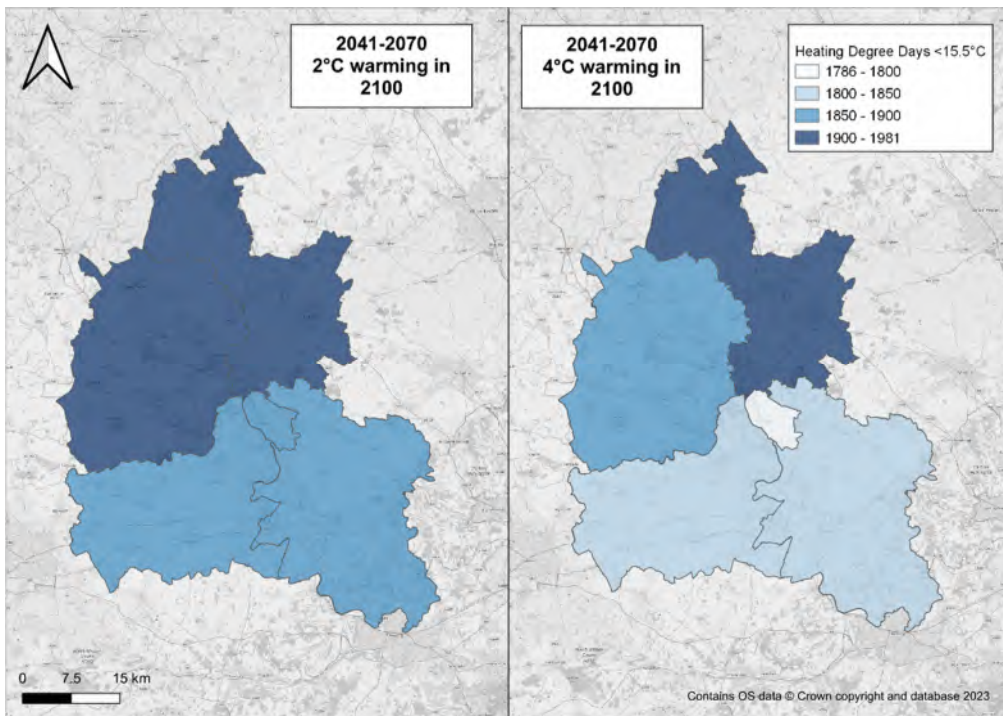 2041-2070
2°C warming in
2100
2041-2070
4°C warming in
2100
Heating Degree Days <15.5°C
1786 - 1800
1800 - 1850
1850 - 1900
1900 - 1981
0 7.5 15 km
Contains OS data © Crown copyright and database 2023